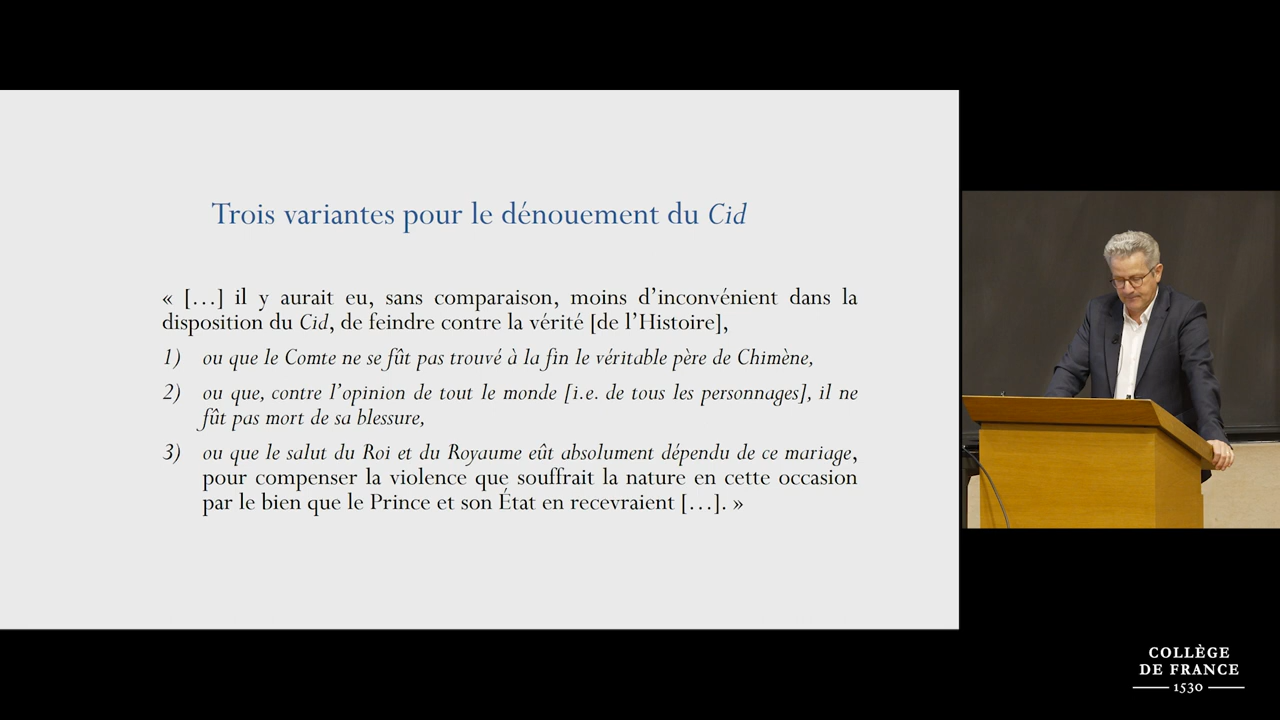 Trois variantes pour le dénouement du Cid
« […] il y aurait eu, sans comparaison, moins d’inconvénient dans la
disposition du Cid, de feindre contre la vérité [de l’Histoire],
1) ou que le Comte ne se fût pas trouvé à la fin le véritable père de Chimène,
2) ou que, contre l’opinion de tout le monde [i.e. de tous les personnages], il ne
fût pas mort de sa blessure,
3) ou que le salut du Roi et du Royaume eût absolument dépendu de ce mariage,
pour compenser la violence que souffrait la nature en cette occasion
par le bien que le Prince et son État en recevraient […]. »
COLLÈGE
DE FRANCE
1530